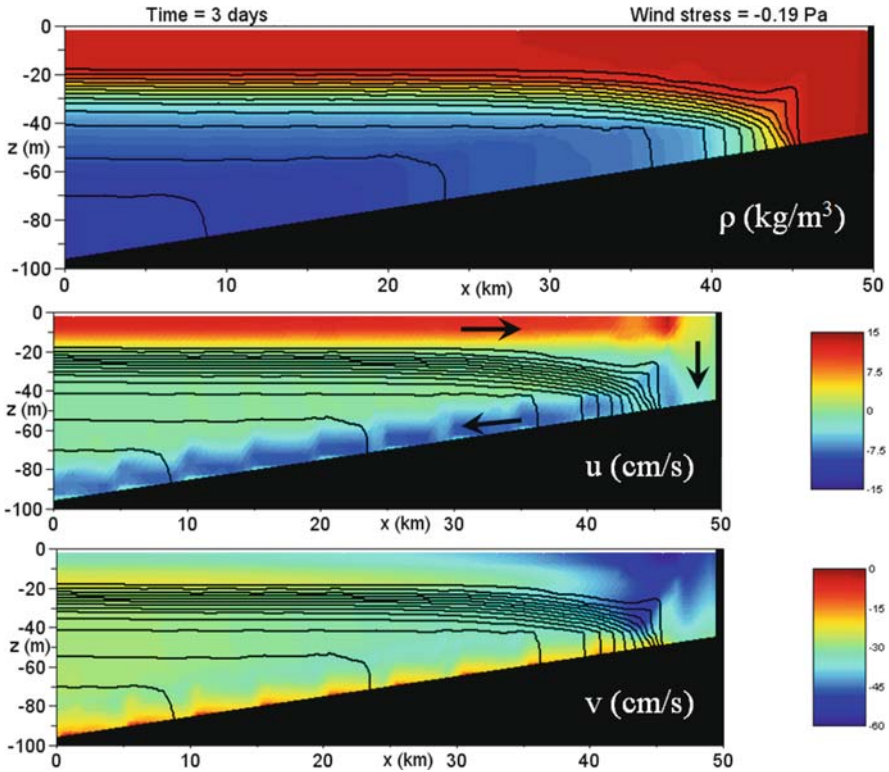 Time = 3 days Wind stress = -0.19 Pa
0
-20
-40
z (m)
-60
-80
-100
ρ (kg/m³)
0 10 20 30 40 50
x (km)
0
-20
-40
z (m)
-60
-80
-100
u (cm/s)
0 10 20 30 40 50
x (km)
15
7.5
0
-7.5
-15
0
-20
-40
z (m)
-60
-80
-100
v (cm/s)
0 10 20 30 40 50
x (km)
0
-15
-30
-45
-60